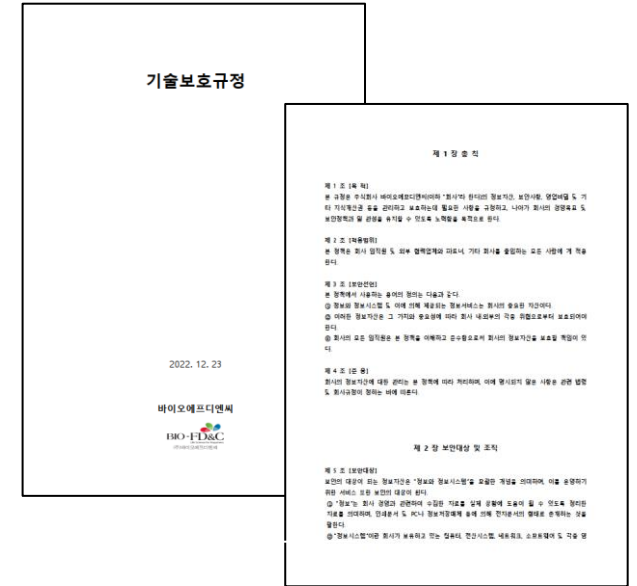 기술보호규정
2022. 12. 23
바이오에프디엔씨
BIO-FD&C
제 1 장 총 칙
제 1 조 [목 적]
본 규정은 주식회사 바이오에프디엔씨(이하 "회사"라 한다)의 정보자산, 보안사항, 영업비밀 및 기
타 지식재산권 등을 관리하고 보호하는데 필요한 사항을 규정하고, 나아가 회사의 경영목표 및
보안정책과 일 관성을 유지할 수 있도록 노력함을 목적으로 한다.
제 2 조 [적용범위]
본 정책은 회사 임직원 및 외부 협력업체와 파트너, 기타 회사를 출입하는 모든 사람에 게 적용
된다.
제 3 조 [보안선언]
본 정책에서 사용하는 용어의 정의는 다음과 같다.
① 정보와 정보시스템 및 이에 의해 제공되는 정보서비스는 회사의 중요한 자산이다.
② 이러한 정보자산은 그 가치와 중요성에 따라 회사 내외부의 각종 위협으로부터 보호되어야
한다.
③ 회사의 모든 임직원은 본 정책을 이해하고 준수함으로써 회사의 정보자산을 보호할 책임이 있
다.
제 4 조 [준 용]
회사의 정보자산에 대한 관리는 본 정책에 따라 처리하며, 이에 명시되지 않은 사항은 관련 법령
및 회사규정이 정하는 바에 따른다.
제 2 장 보안대상 및 조직
제 5 조 [보안대상]
보안의 대상이 되는 정보자산은 "정보와 정보시스템"을 포괄한 개념을 의미하며, 이를 운영하기
위한 서비스 또한 보안의 대상이 된다.
① "정보"는 회사 경영과 관련하여 수집한 자료를 실제 상황에 도움이 될 수 있도록 정리한
자료를 의미하며, 인쇄문서 및 PC나 정보저장매체 등에 의해 전자문서의 형태로 존재하는 것을
말한다.
② "정보시스템"이란 회사가 보유하고 있는 컴퓨터, 전산시스템, 네트워크, 소프트웨어 및 각종 명